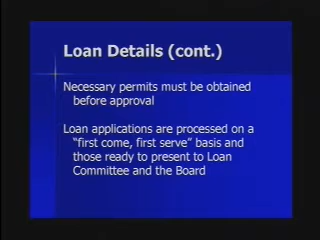 Loan Details (cont.)
Necessary permits must be obtained
before approval
Loan applications are processed on a
“first come, first serve” basis and
those ready to present to Loan
Committee and the Board